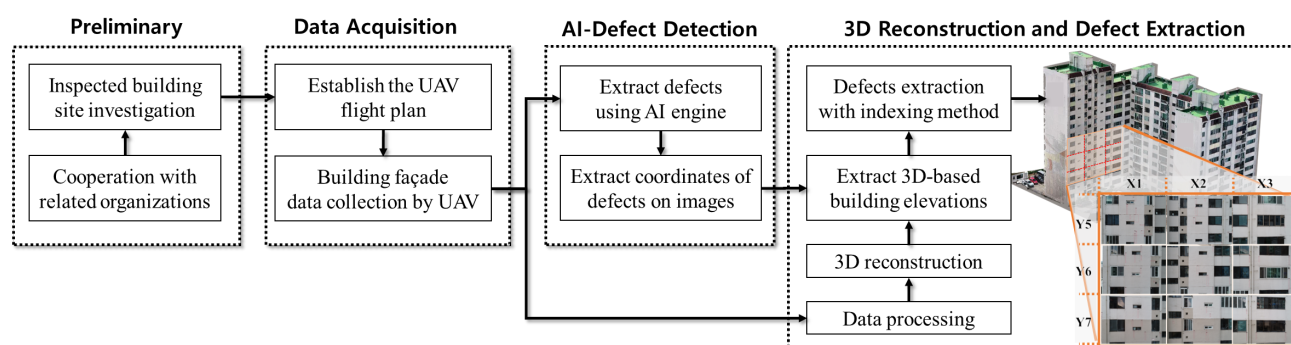 Preliminary
Inspected building
site investigation
Cooperation with
related organizations
Data Acquisition
Establish the UAV
flight plan
Building façade
data collection by UAV
AI-Defect Detection
Extract defects
using AI engine
Extract coordinates of
defects on images
3D Reconstruction and Defect Extraction
Defects extraction
with indexing method
Extract 3D-based
building elevations
3D reconstruction
Data processing
X1 X2 X3
Y5
Y6
Y7